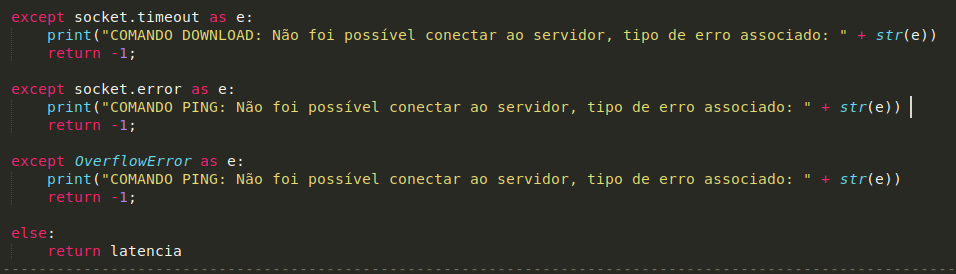 except socket.timeout as e:
print("COMANDO DOWNLOAD: Não foi possível conectar ao servidor, tipo de erro associado: " + str(e))
return -1;
except socket.error as e:
print("COMANDO PING: Não foi possível conectar ao servidor, tipo de erro associado: " + str(e))
return -1;
except OverflowError as e:
print("COMANDO PING: Não foi possível conectar ao servidor, tipo de erro associado: " + str(e))
return -1;
else:
return latencia